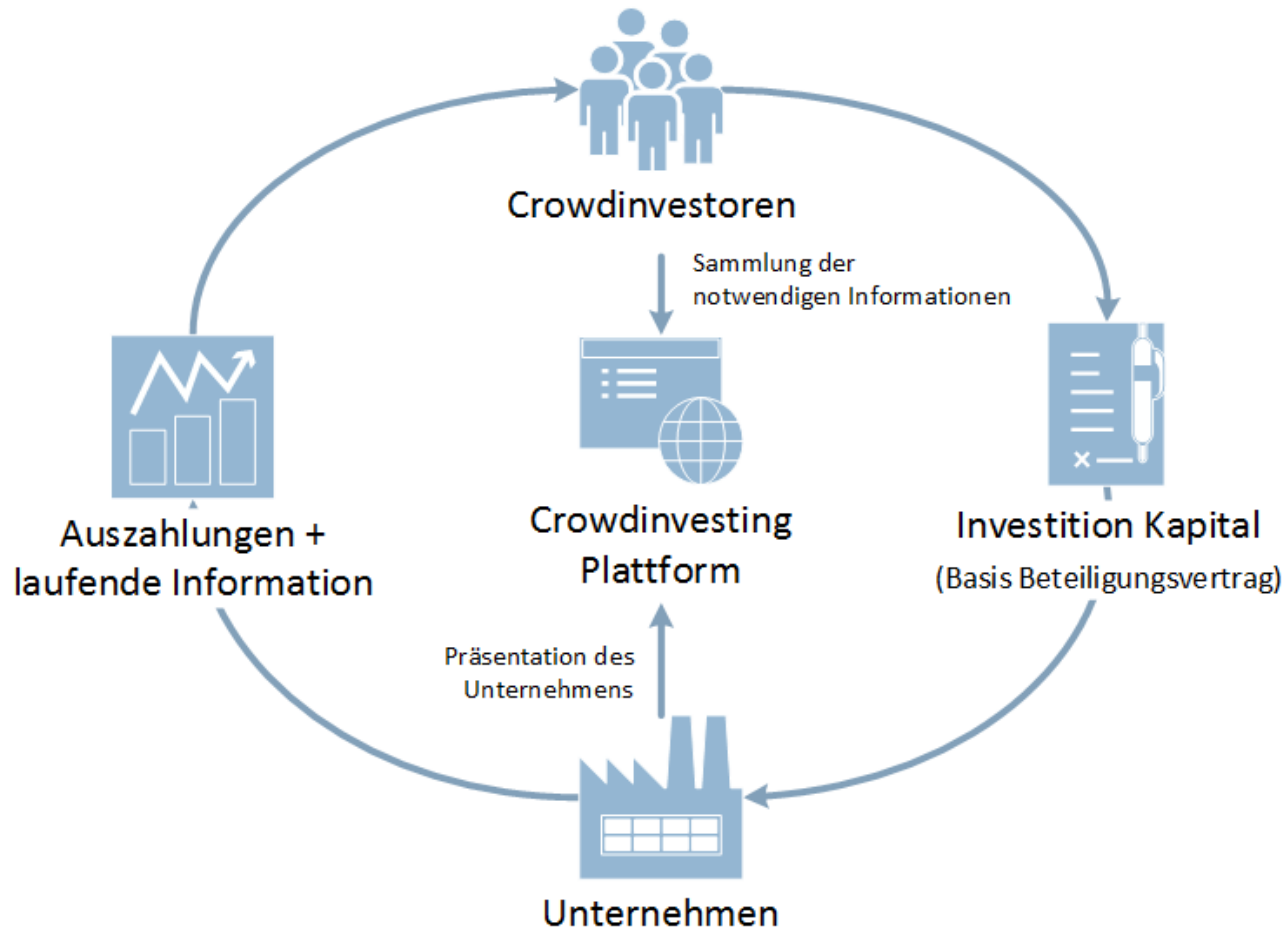 Crowdinvestoren
Sammlung der
notwendigen Informationen
Auszahlungen +
laufende Information
Crowdinvesting
Plattform
Investition Kapital
(Basis Beteiligungsvertrag)
Präsentation des
Unternehmens
Unternehmen